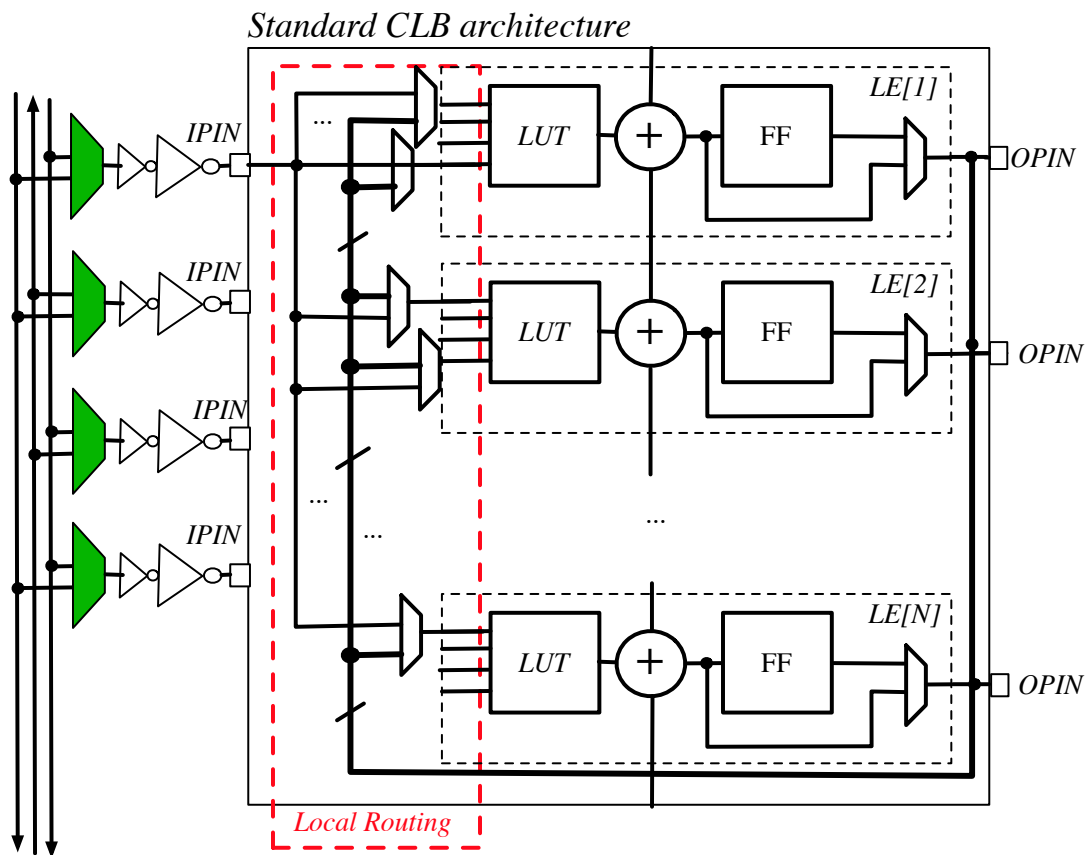 Standard CLB architecture
LE[1]
IPIN
...
LUT
+
FF
OPIN
IPIN
LE[2]
LUT
+
FF
OPIN
IPIN
...
...
...
IPIN
LE[N]
LUT
+
FF
OPIN
Local Routing